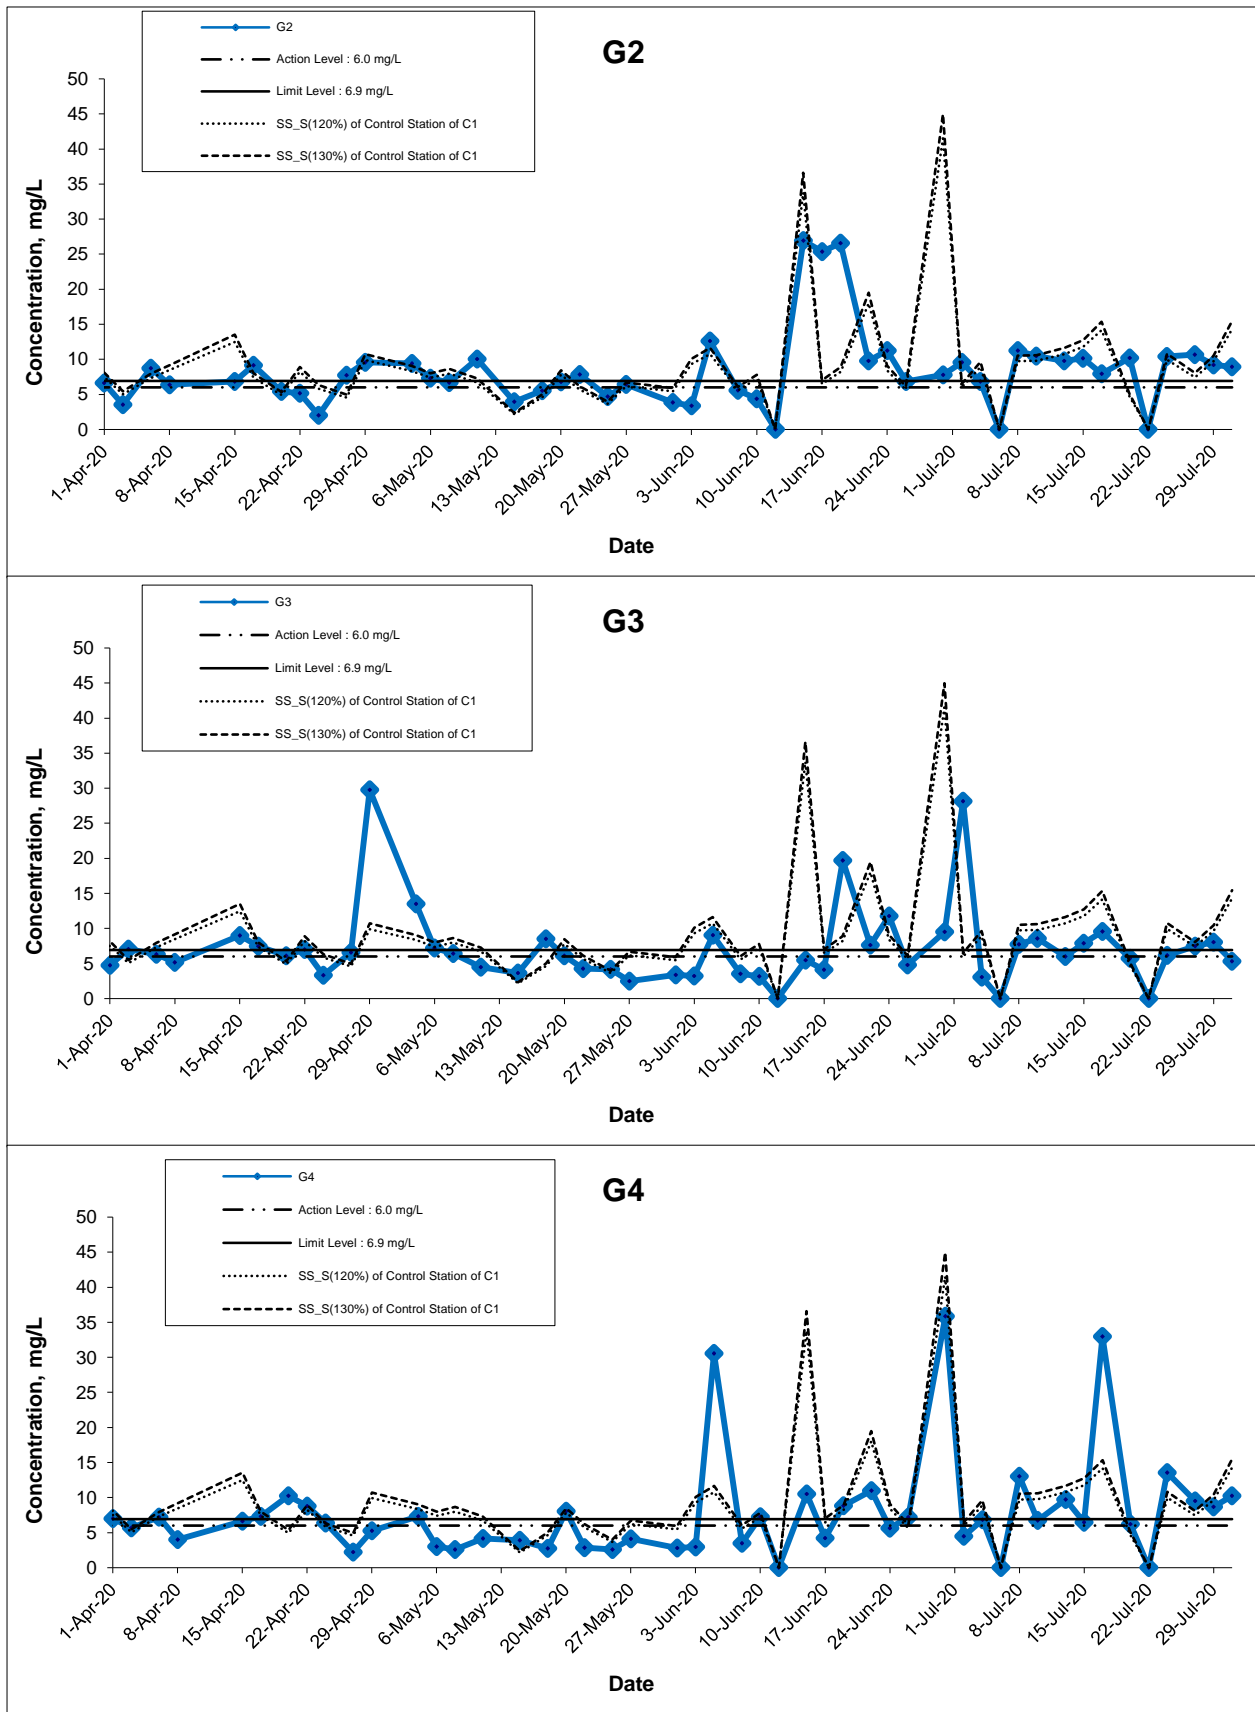 G2
G2
Action Level : 6.0 mg/L
Limit Level : 6.9 mg/L
SS_S(120%) of Control Station of C1
SS_S(130%) of Control Station of C1
Concentration, mg/L
50
45
40
35
30
25
20
15
10
5
0
1-Apr-20
8-Apr-20
15-Apr-20
22-Apr-20
29-Apr-20
6-May-20
13-May-20
20-May-20
27-May-20
3-Jun-20
10-Jun-20
17-Jun-20
24-Jun-20
1-Jul-20
8-Jul-20
15-Jul-20
22-Jul-20
29-Jul-20
Date
G3
G3
Action Level : 6.0 mg/L
Limit Level : 6.9 mg/L
SS_S(120%) of Control Station of C1
SS_S(130%) of Control Station of C1
Concentration, mg/L
50
45
40
35
30
25
20
15
10
5
0
1-Apr-20
8-Apr-20
15-Apr-20
22-Apr-20
29-Apr-20
6-May-20
13-May-20
20-May-20
27-May-20
3-Jun-20
10-Jun-20
17-Jun-20
24-Jun-20
1-Jul-20
8-Jul-20
15-Jul-20
22-Jul-20
29-Jul-20
Date
G4
G4
Action Level : 6.0 mg/L
Limit Level : 6.9 mg/L
SS_S(120%) of Control Station of C1
SS_S(130%) of Control Station of C1
Concentration, mg/L
50
45
40
35
30
25
20
15
10
5
0
1-Apr-20
8-Apr-20
15-Apr-20
22-Apr-20
29-Apr-20
6-May-20
13-May-20
20-May-20
27-May-20
3-Jun-20
10-Jun-20
17-Jun-20
24-Jun-20
1-Jul-20
8-Jul-20
15-Jul-20
22-Jul-20
29-Jul-20
Date